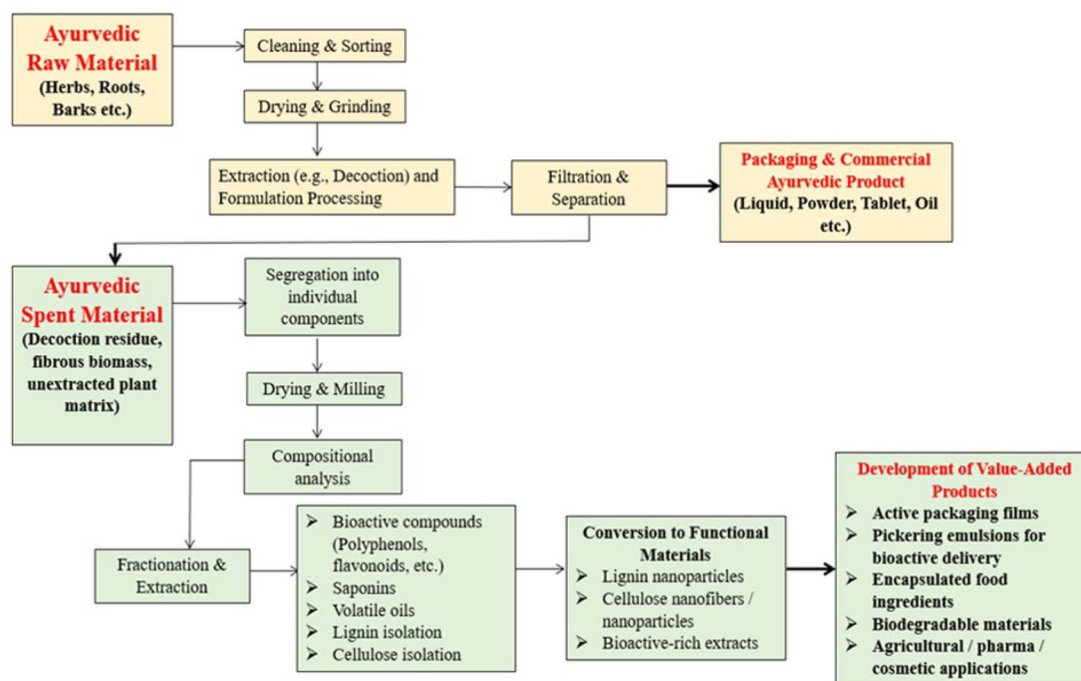 Ayurvedic
Raw Material
(Herbs, Roots,
Barks etc.)
Cleaning & Sorting
Drying & Grinding
Extraction (e.g., Decoction) and
Formulation Processing
Filtration &
Separation
Packaging & Commercial
Ayurvedic Product
(Liquid, Powder, Tablet, Oil
etc.)
Ayurvedic
Spent Material
(Decoction residue,
fibrous biomass,
unextracted plant
matrix)
Segregation into
individual
components
Drying & Milling
Compositional
analysis
Fractionation &
Extraction
➢ Bioactive compounds
(Polyphenols,
flavonoids, etc.)
➢ Saponins
➢ Volatile oils
➢ Lignin isolation
➢ Cellulose isolation
Conversion to Functional
Materials
➢ Lignin nanoparticles
➢ Cellulose nanofibers /
nanoparticles
➢ Bioactive-rich extracts
Development of Value-Added
Products
➢ Active packaging films
➢ Pickering emulsions for
bioactive delivery
➢ Encapsulated food
ingredients
➢ Biodegradable materials
➢ Agricultural / pharma /
cosmetic applications